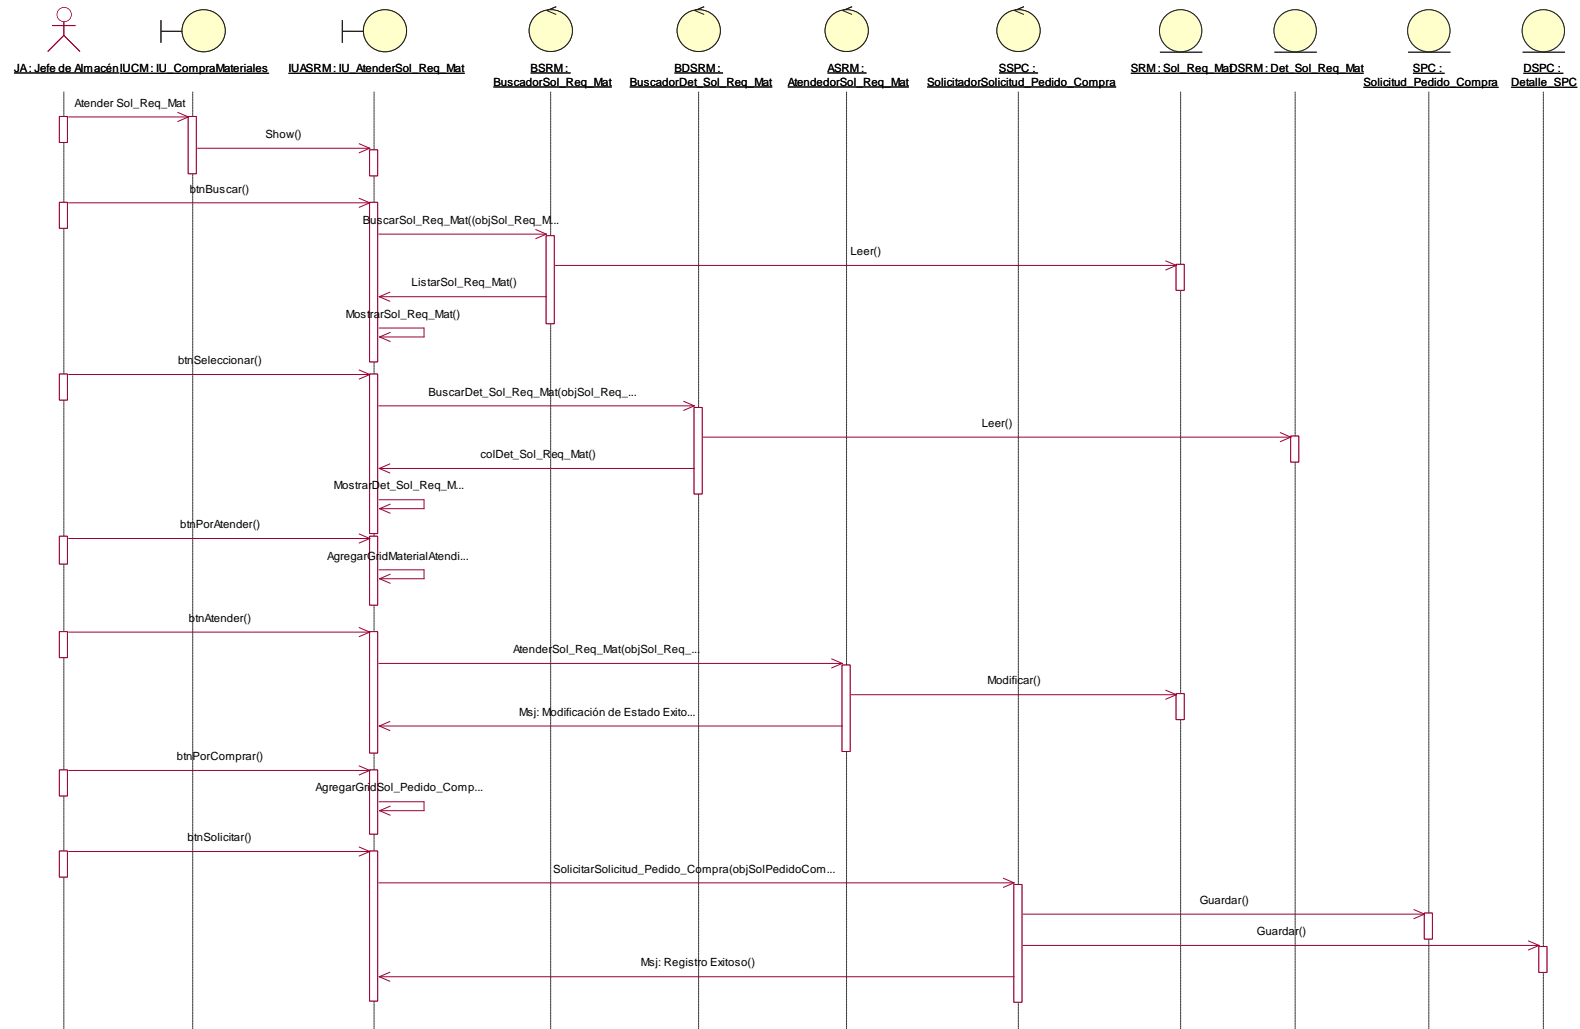 JA : Jefe de Almacén
IUCM : IU_CompraMateriales
IUASRM : IU_AtenderSol_Req_Mat
BSRM :
BuscadorSol_Req_Mat
BDSRM :
BuscadorDet_Sol_Req_Mat
ASRM :
AtendedorSol_Req_Mat
SSPC :
SolicitadorSolicitud_Pedido_Compra
SRM : Sol_Req_Mat
DSRM : Det_Sol_Req_Mat
SPC :
Solicitud_Pedido_Compra
DSPC :
Detalle_SPC
Atender Sol_Req_Mat
Show()
btnBuscar()
BuscarSol_Req_Mat((objSol_Req_M...
Leer()
ListarSol_Req_Mat()
MostrarSol_Req_Mat()
btnSeleccionar()
BuscarDet_Sol_Req_Mat(objSol_Req_...
Leer()
colDet_Sol_Req_Mat()
MostrarDet_Sol_Req_M...
btnPorAtender()
AgregarGridMaterialAtendi...
btnAtender()
AtenderSol_Req_Mat(objSol_Req_...
Modificar()
Msj: Modificación de Estado Exito...
btnPorComprar()
AgregarGridSol_Pedido_Comp...
btnSolicitar()
SolicitarSolicitud_Pedido_Compra(objSolPedidoCom...
Guardar()
Guardar()
Msj: Registro Exitoso()